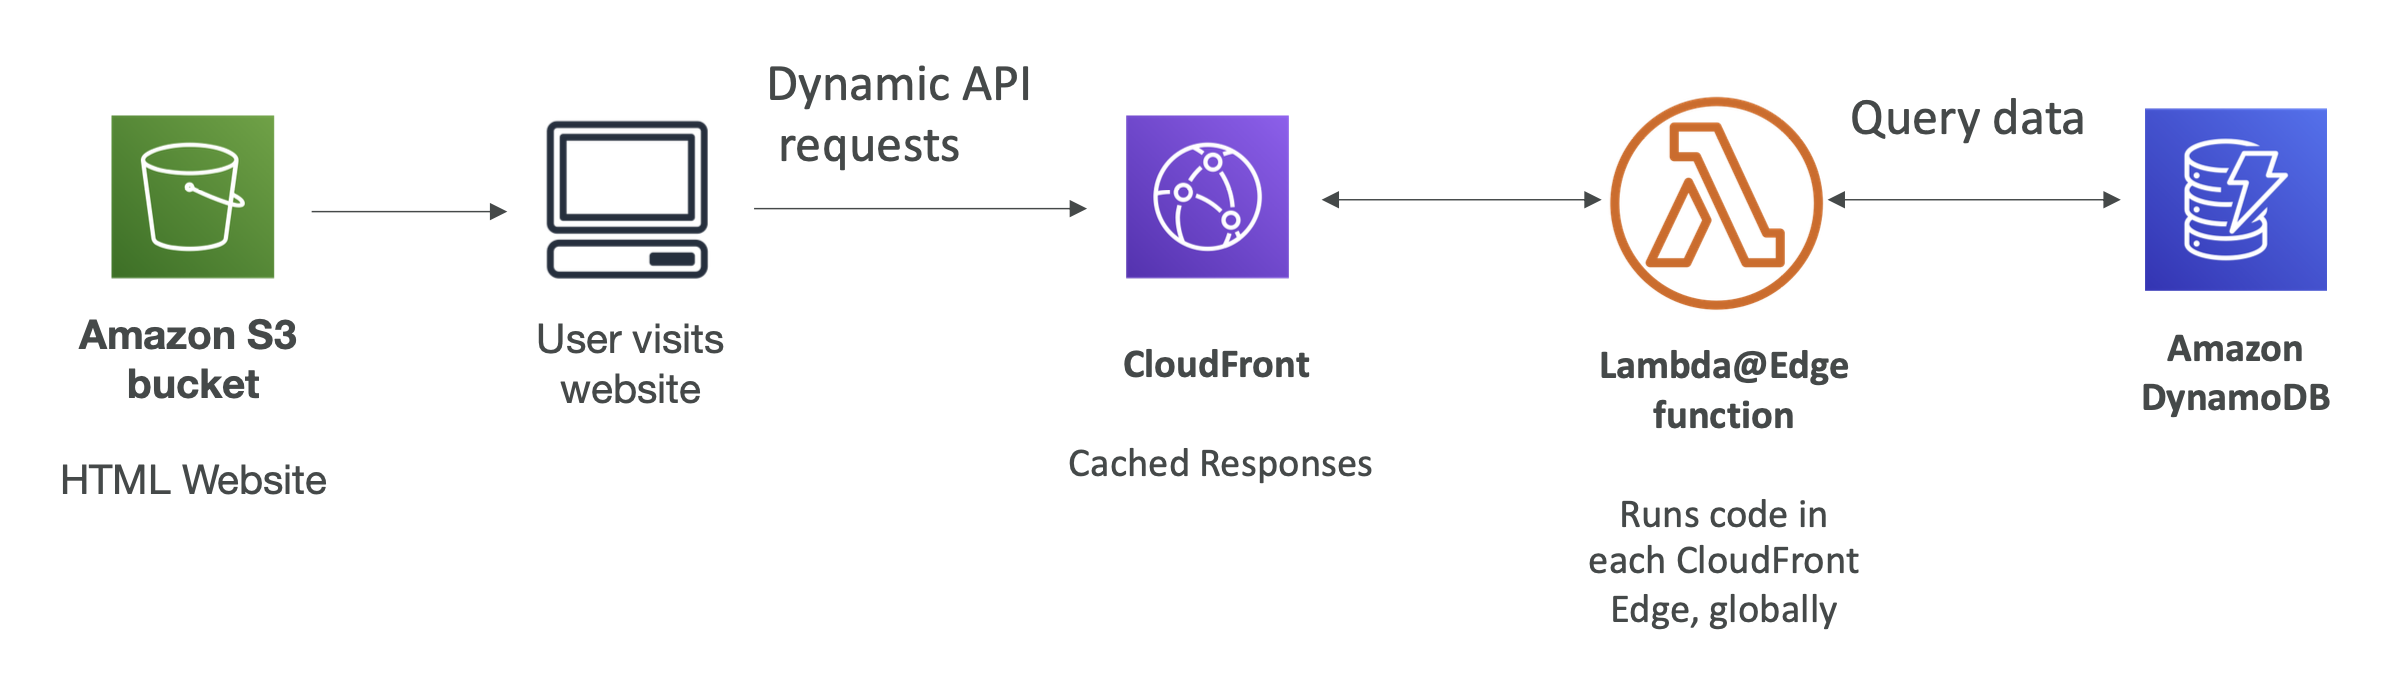 Amazon S3
bucket
HTML Website
User visits
website
Dynamic API
requests
CloudFront
Cached Responses
Lambda@Edge
function
Runs code in
each CloudFront
Edge, globally
Query data
Amazon
DynamoDB